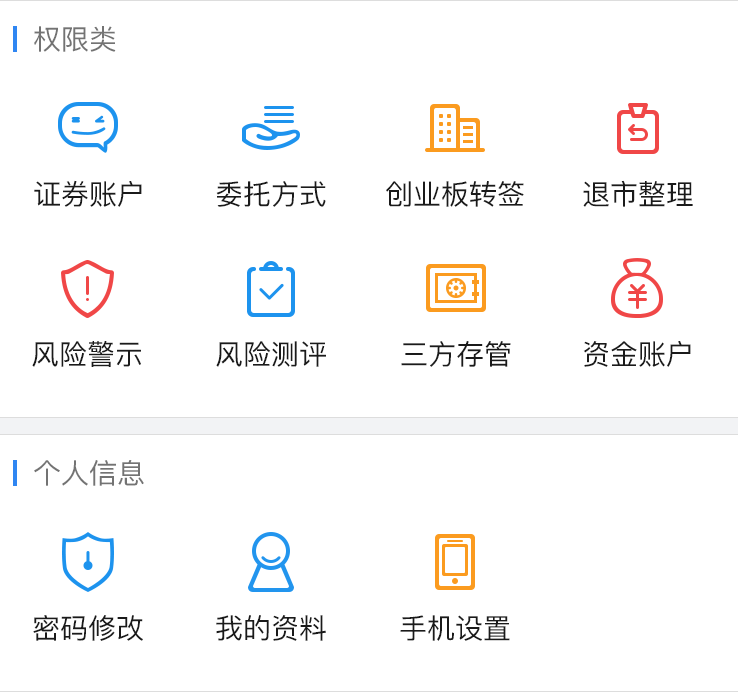 权限类
证券账户 委托方式 创业板转签 退市整理
风险警示 风险测评 三方存管 资金账户
个人信息
密码修改 我的资料 手机设置